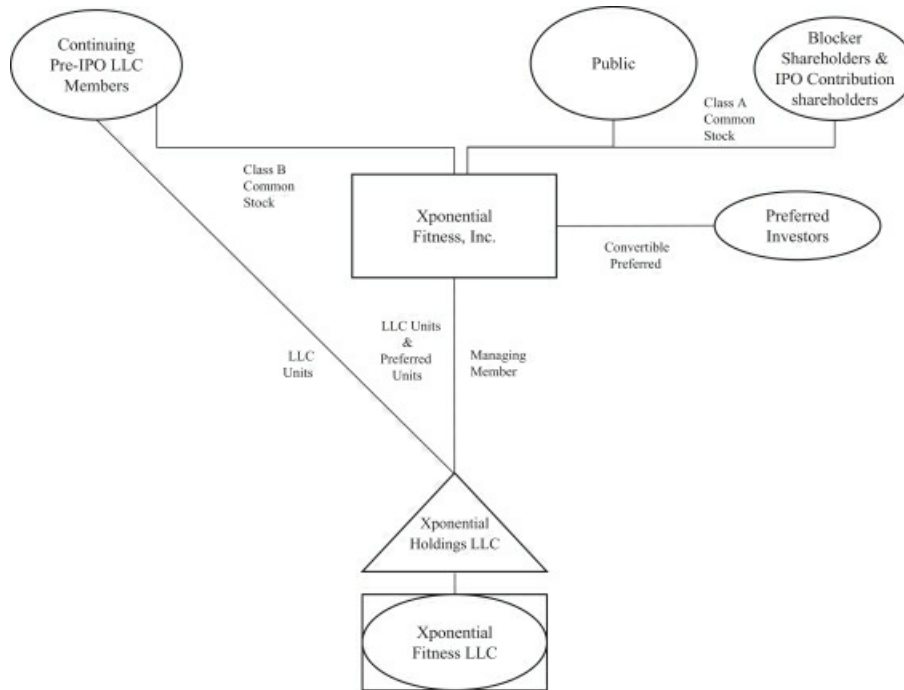 Continuing
Pre-IPO LLC
Members
Public
Blocker
Shareholders &
IPO Contribution
shareholders
Class A
Common
Stock
Class B
Common
Stock
Xponential
Fitness, Inc.
Preferred
Investors
Convertible
Preferred
LLC Units
&
Preferred
Units
Managing
Member
LLC
Units
Xponential
Holdings LLC
Xponential
Fitness LLC